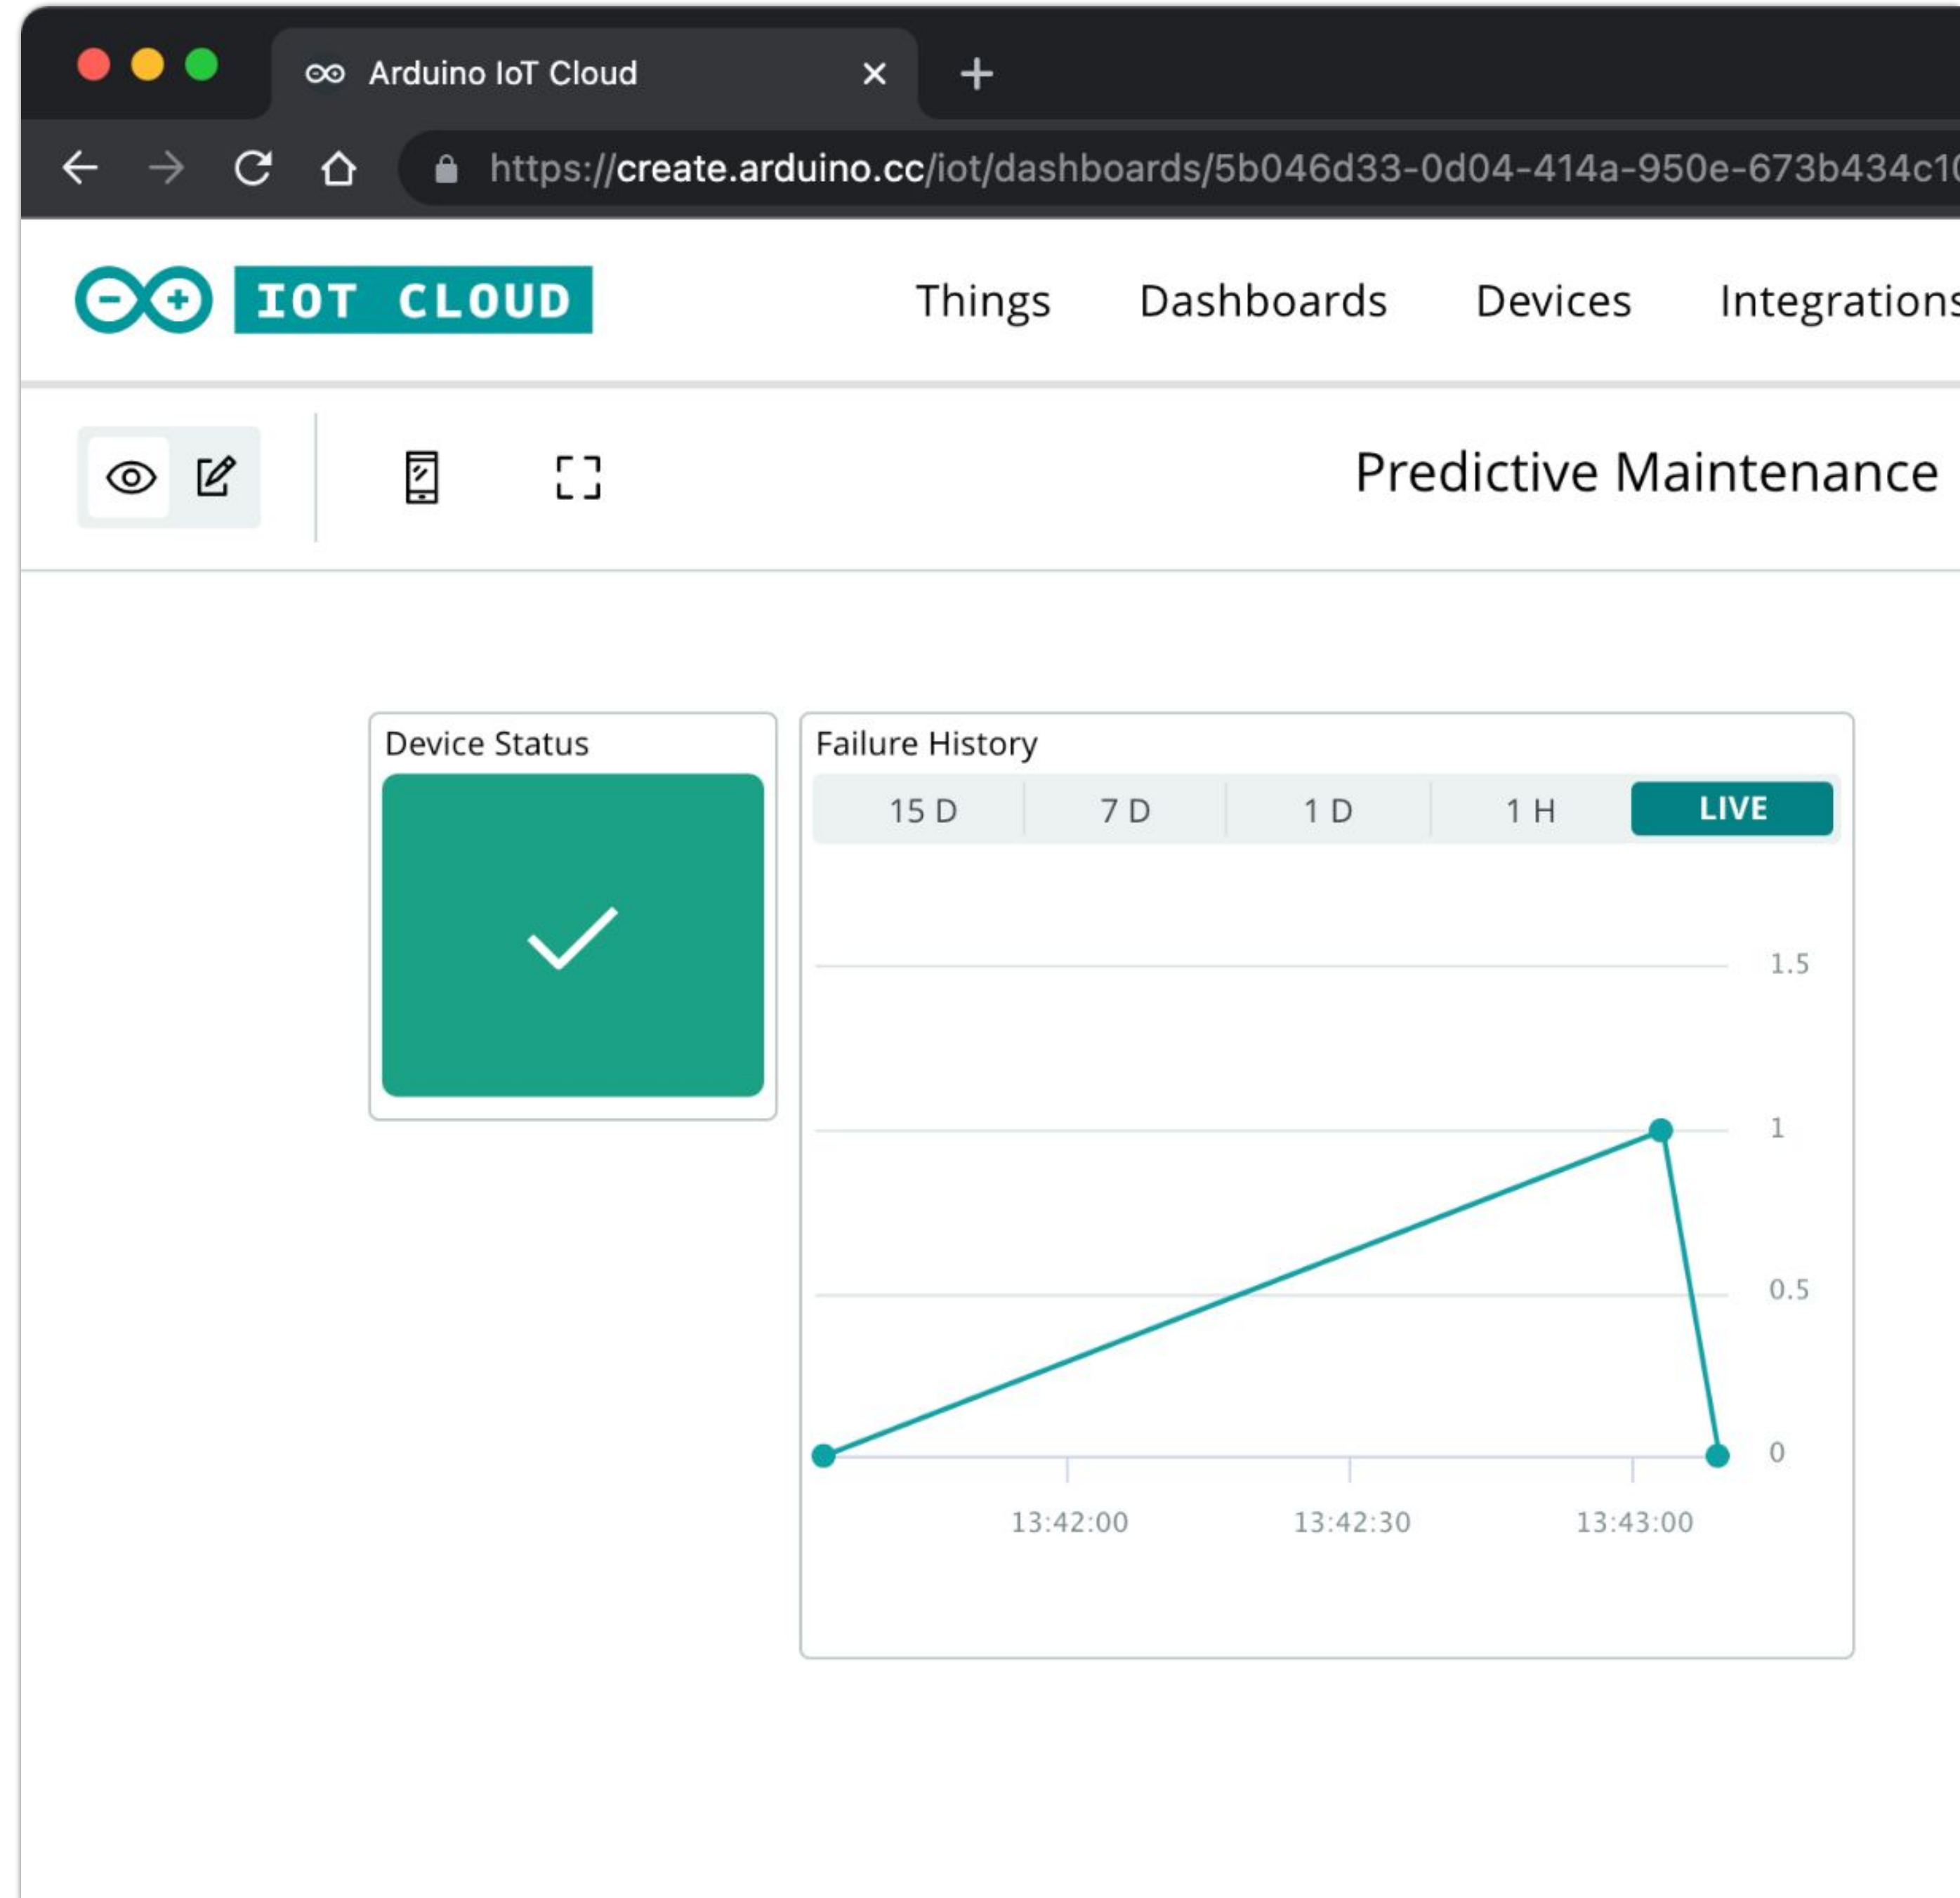 Arduino IoT Cloud
https://create.arduino.cc/iot/dashboards/5b046d33-0d04-414a-950e-673b434c10
IOT CLOUD
Things Dashboards Devices Integrations
Predictive Maintenance
Device Status
Failure History
15 D 7 D 1 D 1 H LIVE
1.5
1
0.5
0
13:42:00 13:42:30 13:43:00